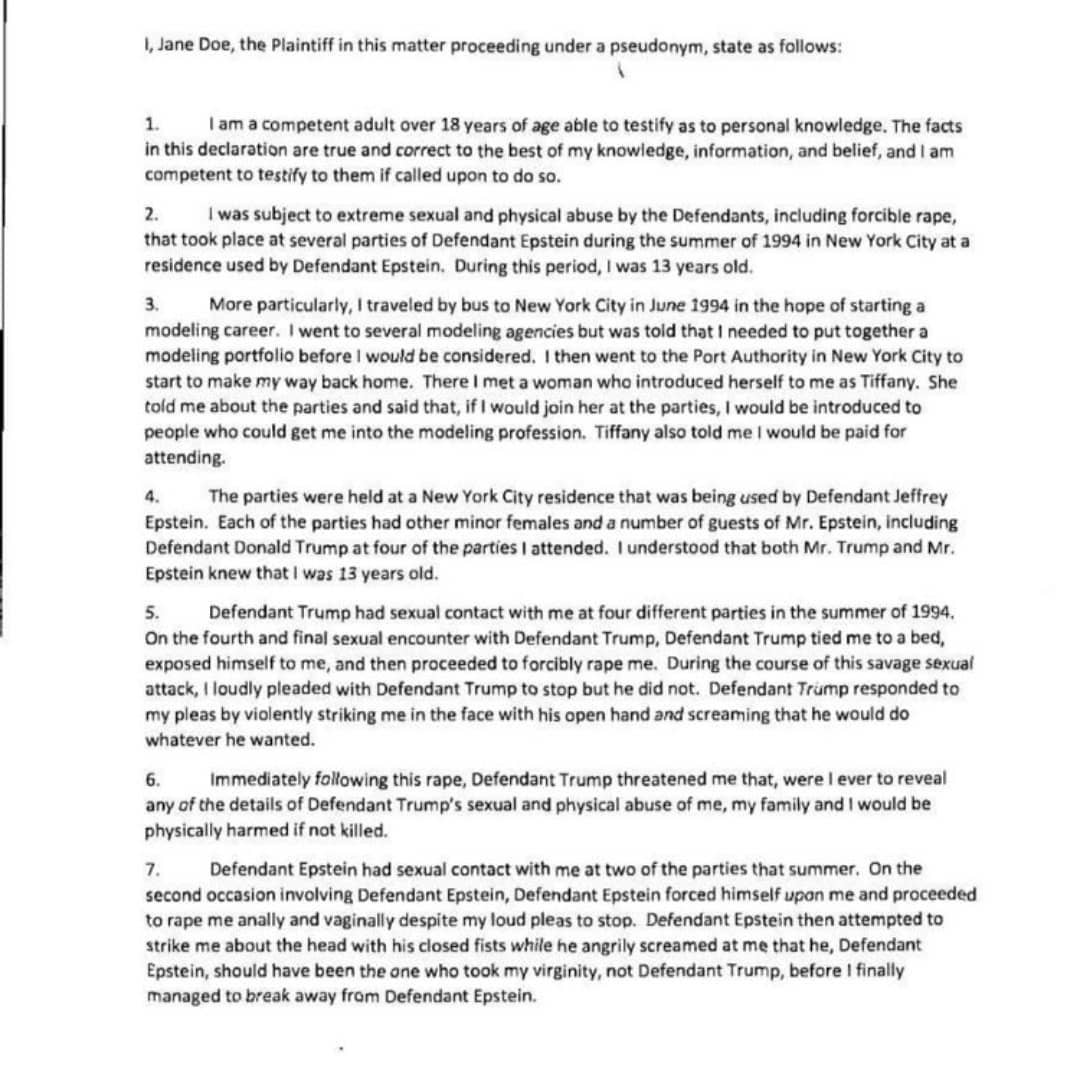 I, Jane Doe, the Plaintiff in this matter proceeding under a pseudonym, state as follows:
1. I am a competent adult over 18 years of age able to testify as to personal knowledge. The facts
in this declaration are true and correct to the best of my knowledge, information, and belief, and I am
competent to testify to them if called upon to do so.
2. I was subject to extreme sexual and physical abuse by the Defendants, including forcible rape,
that took place at several parties of Defendant Epstein during the summer of 1994 in New York City at a
residence used by Defendant Epstein. During this period, I was 13 years old.
3. More particularly, I traveled by bus to New York City in June 1994 in the hope of starting a
modeling career. I went to several modeling agencies but was told that I needed to put together a
modeling portfolio before I would be considered. I then went to the Port Authority in New York City to
start to make my way back home. There I met a woman who introduced herself to me as Tiffany. She
told me about the parties and said that, if I would join her at the parties, I would be introduced to
people who could get me into the modeling profession. Tiffany also told me I would be paid for
attending.
4. The parties were held at a New York City residence that was being used by Defendant Jeffrey
Epstein. Each of the parties had other minor females and a number of guests of Mr. Epstein, including
Defendant Donald Trump at four of the parties I attended. I understood that both Mr. Trump and Mr.
Epstein knew that I was 13 years old.
5. Defendant Trump had sexual contact with me at four different parties in the summer of 1994.
On the fourth and final sexual encounter with Defendant Trump, Defendant Trump tied me to a bed,
exposed himself to me, and then proceeded to forcibly rape me. During the course of this savage sexual
attack, I loudly pleaded with Defendant Trump to stop but he did not. Defendant Trump responded to
my pleas by violently striking me in the face with his open hand and screaming that he would do
whatever he wanted.
6. Immediately following this rape, Defendant Trump threatened me that, were I ever to reveal
any of the details of Defendant Trump's sexual and physical abuse of me, my family and I would be
physically harmed if not killed.
7. Defendant Epstein had sexual contact with me at two of the parties that summer. On the
second occasion involving Defendant Epstein, Defendant Epstein forced himself upon me and proceeded
to rape me anally and vaginally despite my loud pleas to stop. Defendant Epstein then attempted to
strike me about the head with his closed fists while he angrily screamed at me that he, Defendant
Epstein, should have been the one who took my virginity, not Defendant Trump, before I finally
managed to break away from Defendant Epstein.